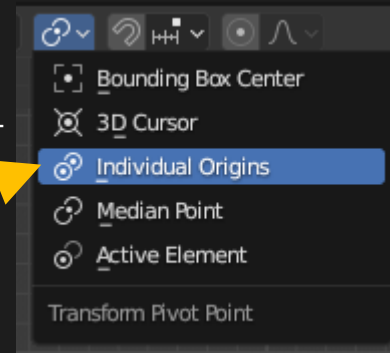 Bounding Box Center
3D Cursor
Individual Origins
Median Point
Active Element
Transform Pivot Point